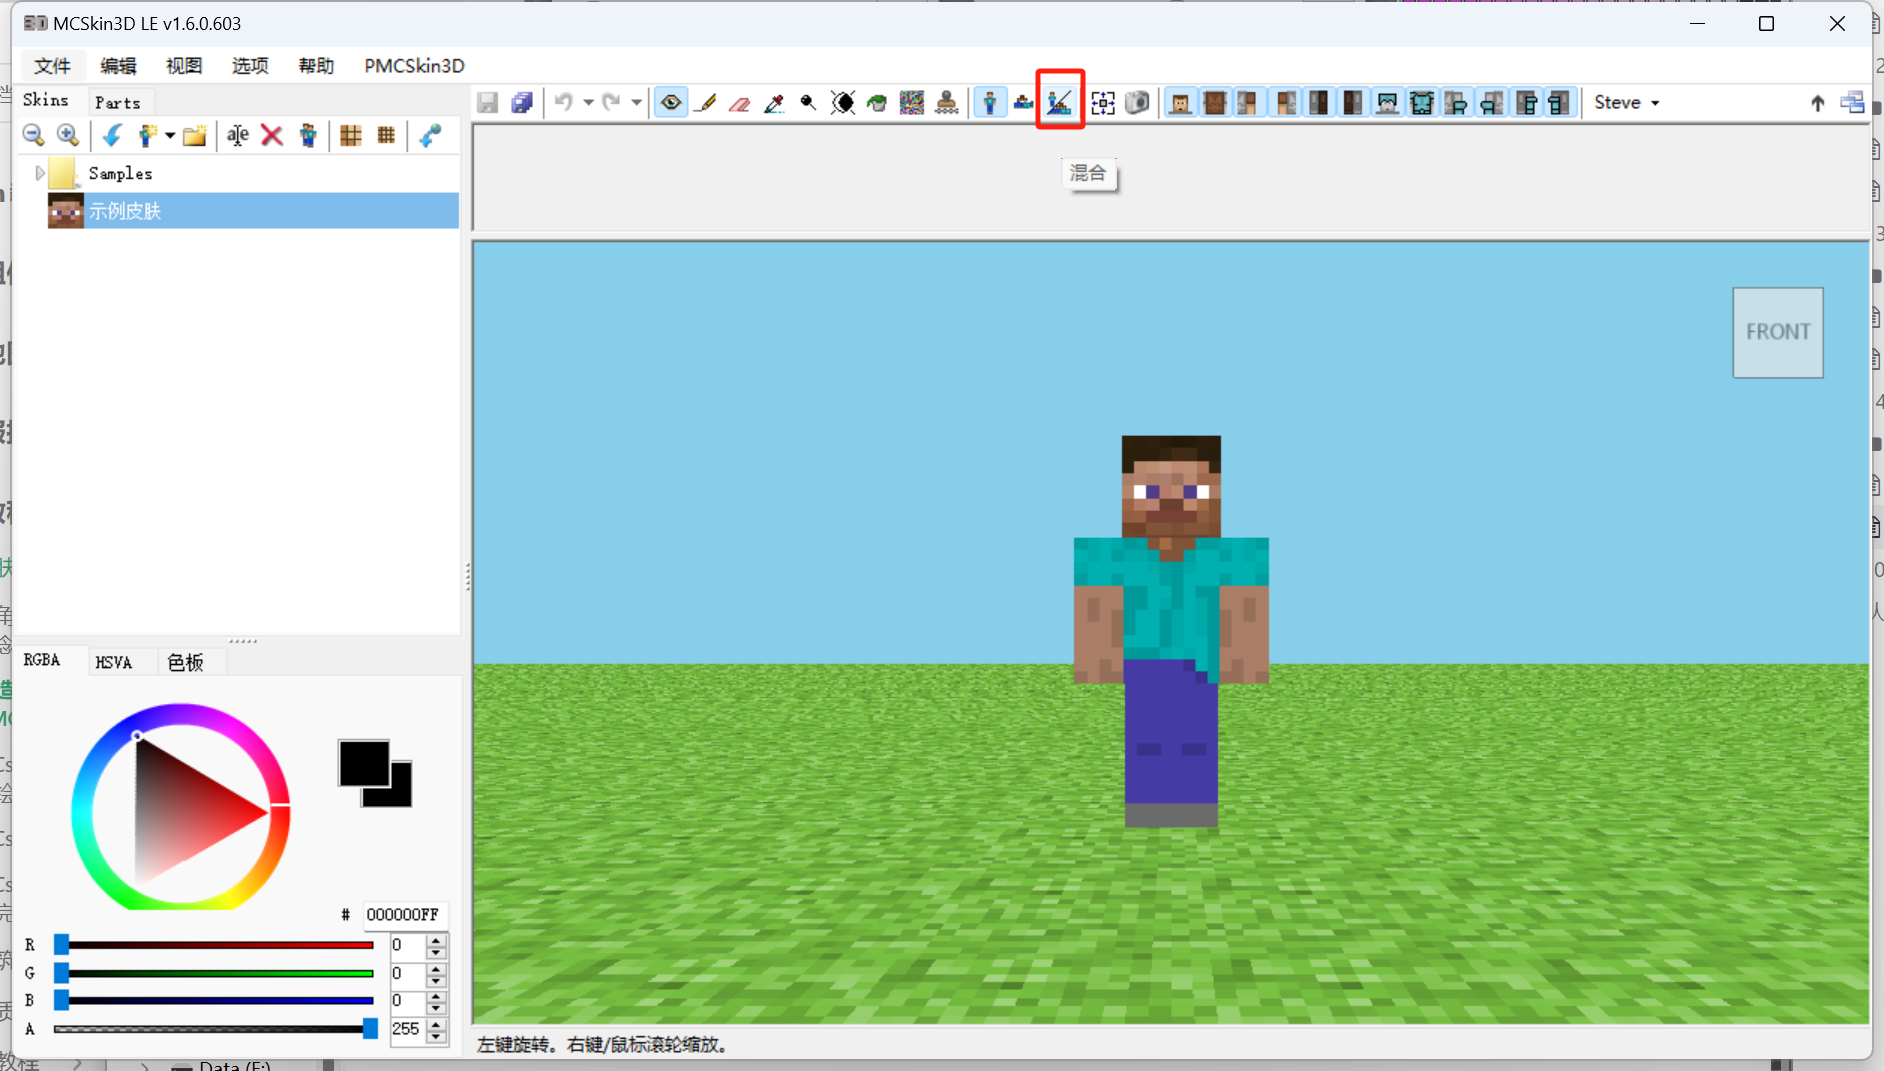 MCSkin3D LE v1.6.0.603
文件 编辑 视图 选项 帮助 PMCSkin3D
Skins Parts
Steve
混合
Samples
示例皮肤
FRONT
RGBA HSVA 色板
# 000000FF
R 0
G 0
B 0
A 255
左键旋转。右键/鼠标滚轮缩放。
教程
Data (E:)